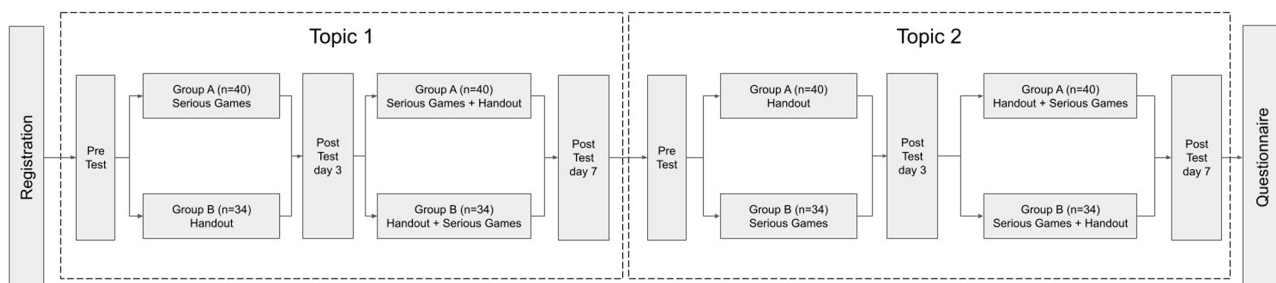 Registration
Topic 1
Pre
Test
Group A (n=40)
Serious Games
Group B (n=34)
Handout
Post
Test
day 3
Group A (n=40)
Serious Games + Handout
Group B (n=34)
Handout + Serious Games
Post
Test
day 7
Topic 2
Pre
Test
Group A (n=40)
Handout
Group B (n=34)
Serious Games
Post
Test
day 3
Group A (n=40)
Handout + Serious Games
Group B (n=34)
Serious Games + Handout
Post
Test
day 7
Questionnaire